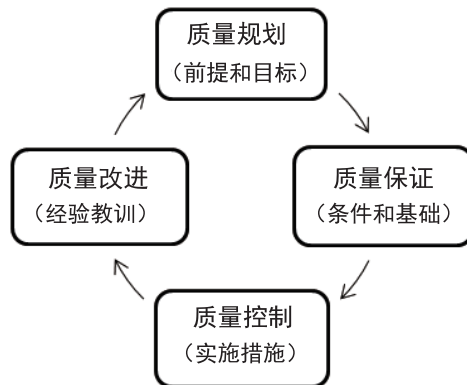 质量规划
（前提和目标）
质量保证
（条件和基础）
质量控制
（实施措施）
质量改进
（经验教训）